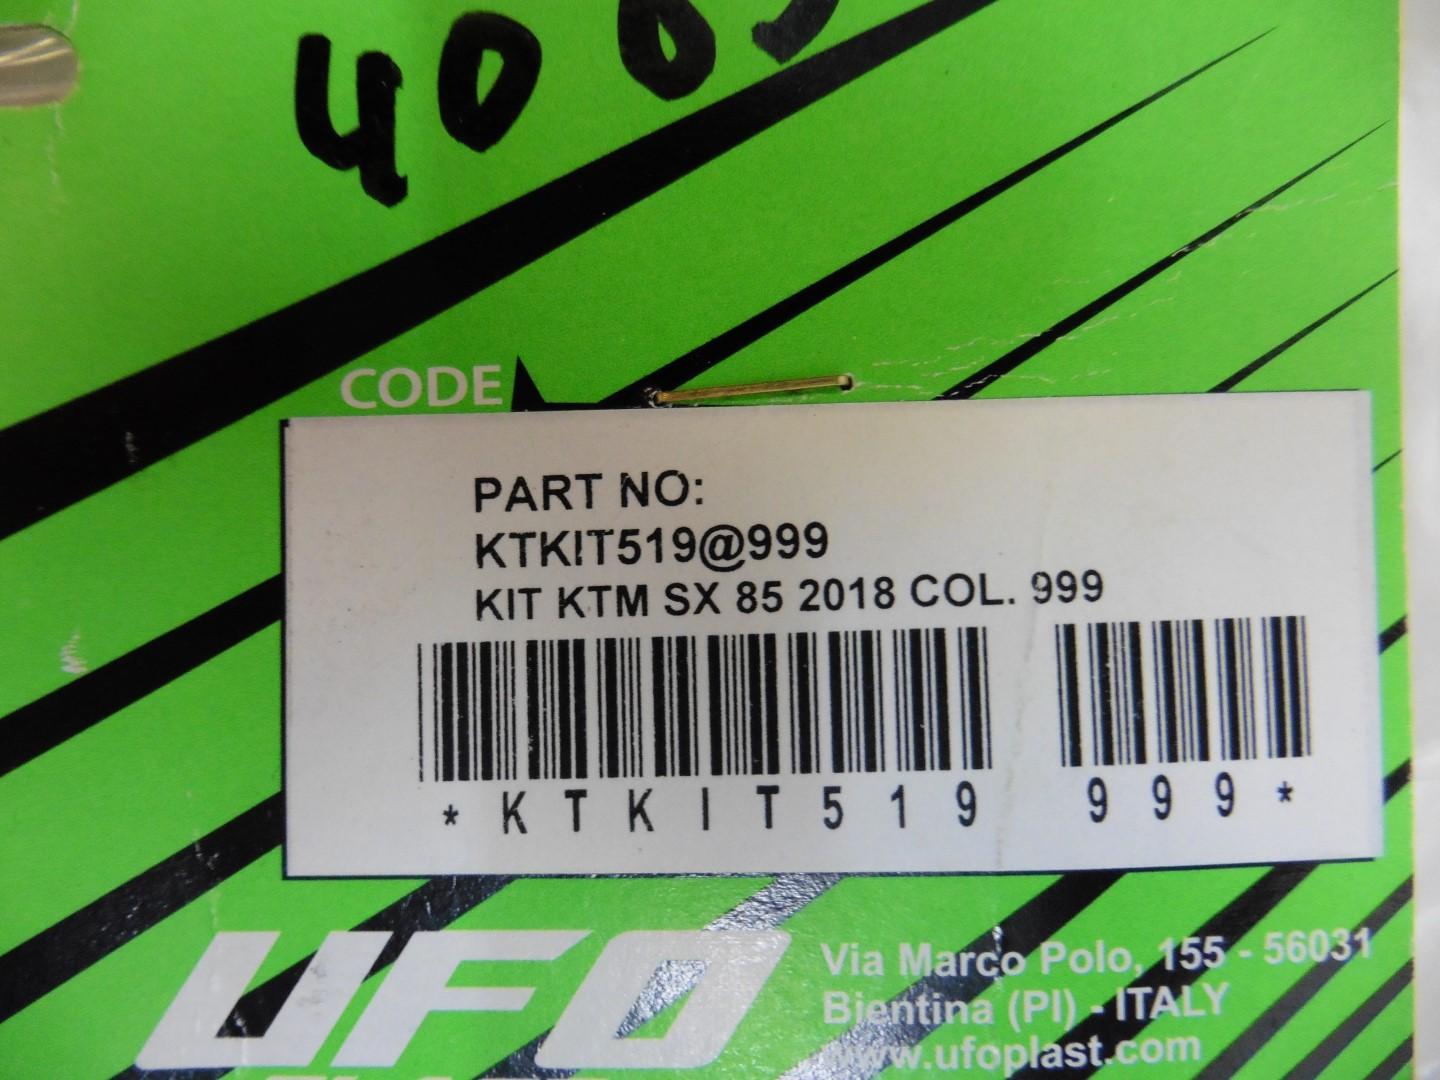 40
CODE
PART NO:
KTKIT519@999
KIT KTM SX 85 2018 COL. 999
*KTKIT519 999*
UFO
Via Marco Polo, 155 - 56031
Bientina (PI) - ITALY
www.ufoplast.com